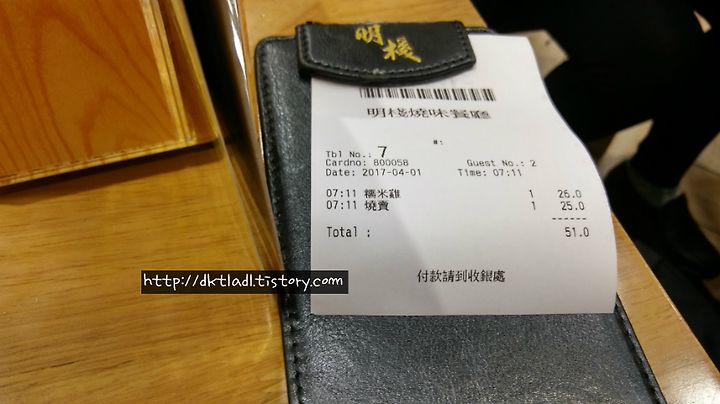 明棧
明棧燒味餐廳
#:
Tbl No.: 7
Cardno: 800058 Guest No.: 2
Date: 2017-04-01 Time: 07:11
07:11 糯米雞 1 26.0
07:11 燒賣 1 25.0
------
Total : 51.0
付款請到收銀處
http://dktladl.tistory.com